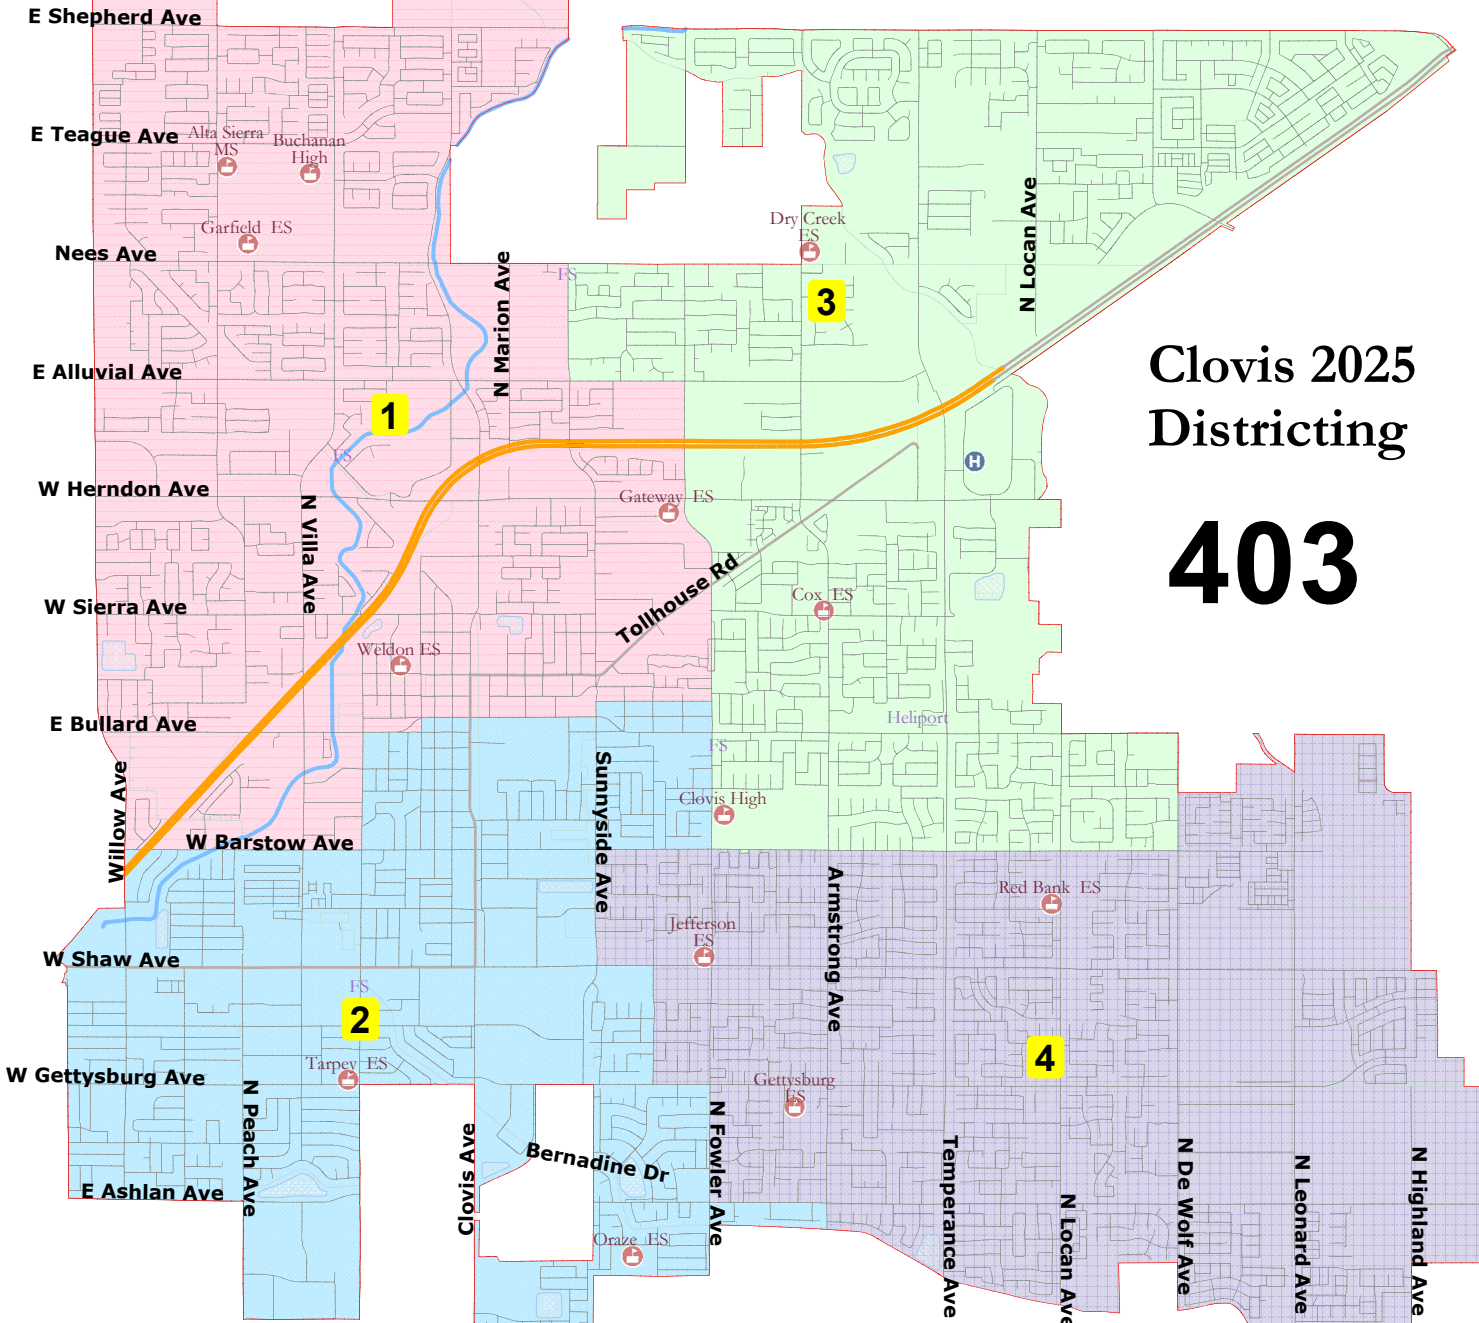 E Shepherd Ave
E Teague Ave
Alta Sierra
MS
Buchanan
High
Garfield ES
Nees Ave
Dry Creek
ES
N Locan Ave
FS
N Marion Ave
3
E Alluvial Ave
1
Clovis 2025
Districting
403
FS
H
W Herndon Ave
N Villa Ave
Gateway ES
Tollhouse Rd
Cox ES
W Sierra Ave
Weldon ES
E Bullard Ave
Heliport
FS
Willow Ave
Sunnyside Ave
Clovis High
W Barstow Ave
Armstrong Ave
Red Bank ES
Jefferson
ES
W Shaw Ave
FS
2
4
Tarpey ES
W Gettysburg Ave
Gettysburg
ES
N Peach Ave
Clovis Ave
Bernadine Dr
N Fowler Ave
Temperance Ave
N Locan Ave
N De Wolf Ave
N Leonard Ave
N Highland Ave
E Ashlan Ave
Oraze ES